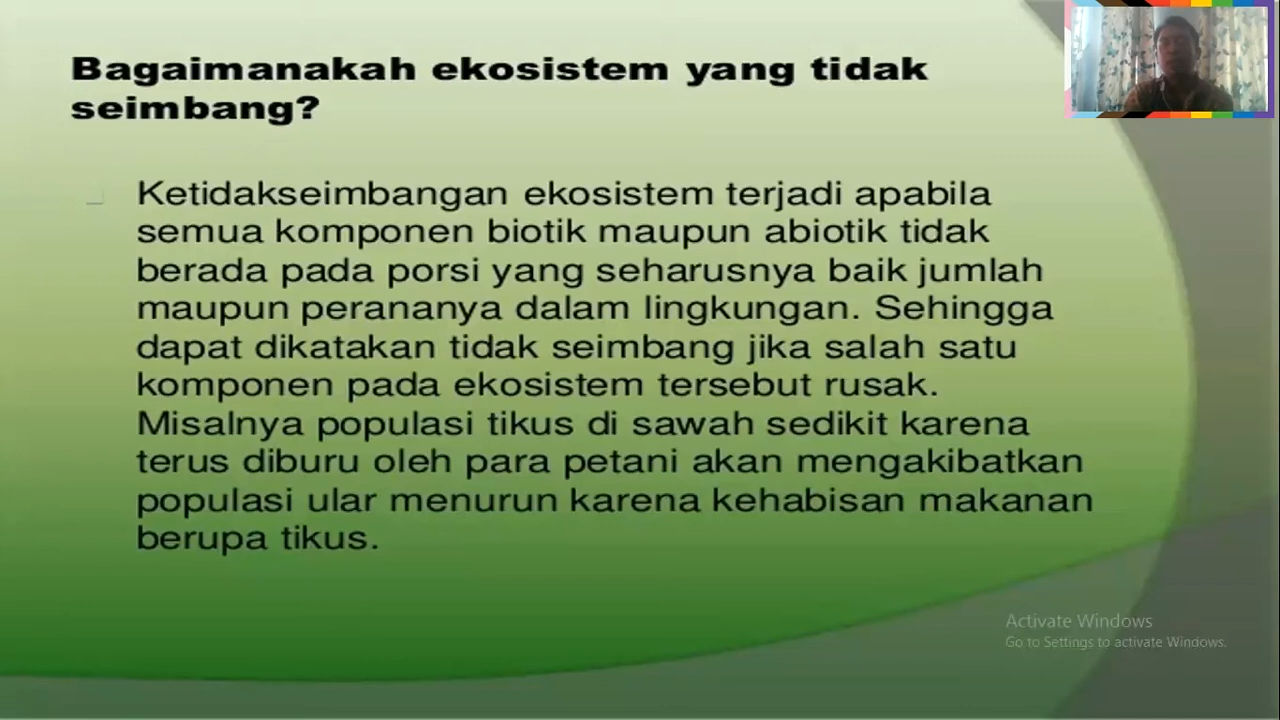 Bagaimanakah ekosistem yang tidak
seimbang?
Ketidakseimbangan ekosistem terjadi apabila
semua komponen biotik maupun abiotik tidak
berada pada porsi yang seharusnya baik jumlah
maupun perananya dalam lingkungan. Sehingga
dapat dikatakan tidak seimbang jika salah satu
komponen pada ekosistem tersebut rusak.
Misalnya populasi tikus di sawah sedikit karena
terus diburu oleh para petani akan mengakibatkan
populasi ular menurun karena kehabisan makanan
berupa tikus.
Activate Windows
Go to Settings to activate Windows.